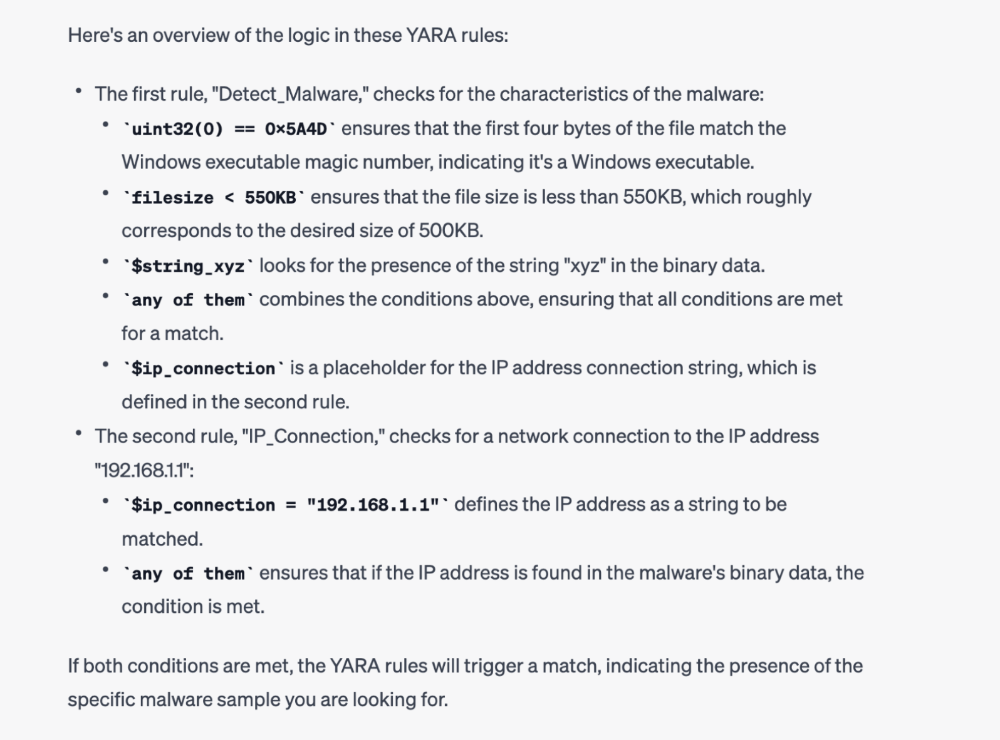 Here's an overview of the logic in these YARA rules:
• The first rule, "Detect_Malware," checks for the characteristics of the malware:
• `uint32(0) == 0x5A4D` ensures that the first four bytes of the file match the
Windows executable magic number, indicating it's a Windows executable.
• `filesize < 550KB` ensures that the file size is less than 550KB, which roughly
corresponds to the desired size of 500KB.
• `$string_xyz` looks for the presence of the string "xyz" in the binary data.
• `any of them` combines the conditions above, ensuring that all conditions are met
for a match.
• `$ip_connection` is a placeholder for the IP address connection string, which is
defined in the second rule.
• The second rule, "IP_Connection," checks for a network connection to the IP address
"192.168.1.1":
• `$ip_connection = "192.168.1.1"` defines the IP address as a string to be
matched.
• `any of them` ensures that if the IP address is found in the malware's binary data, the
condition is met.
If both conditions are met, the YARA rules will trigger a match, indicating the presence of the
specific malware sample you are looking for.